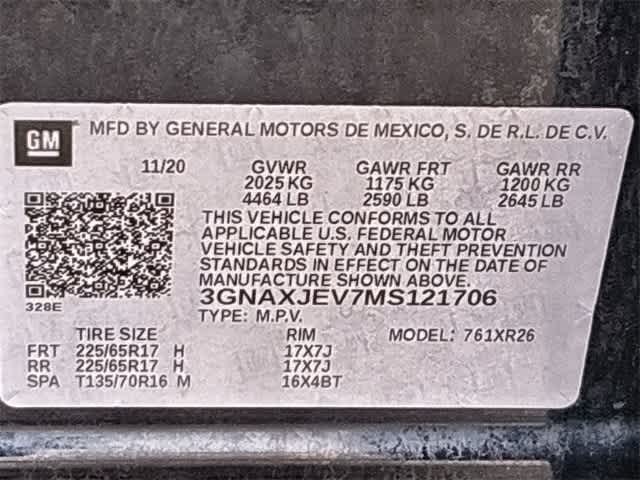 GM MFD BY GENERAL MOTORS DE MEXICO, S. DE R.L. DE C.V.
11/20 GVWR GAWR FRT GAWR RR
2025 KG 1175 KG 1200 KG
4464 LB 2590 LB 2645 LB
THIS VEHICLE CONFORMS TO ALL
APPLICABLE U.S. FEDERAL MOTOR
VEHICLE SAFETY AND THEFT PREVENTION
STANDARDS IN EFFECT ON THE DATE OF
MANUFACTURE SHOWN ABOVE.
3GNAXJEV7MS121706
328E
TYPE: M.P.V.
TIRE SIZE RIM MODEL: 761XR26
FRT 225/65R17 H 17X7J
RR 225/65R17 H 17X7J
SPA T135/70R16 M 16X4BT